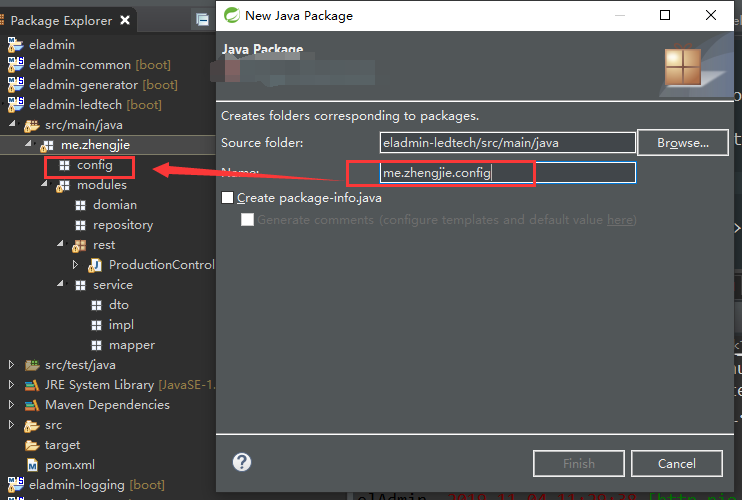 Package Explorer
eladmin
eladmin-common [boot]
eladmin-generator [boot]
eladmin-ledtech [boot]
src/main/java
me.zhengjie
config
modules
domian
repository
rest
ProductionControl
service
dto
impl
mapper
src/test/java
JRE System Library [JavaSE-1.
Maven Dependencies
src
target
pom.xml
eladmin-logging [boot]
New Java Package
Java Package
Creates folders corresponding to packages.
Source folder: eladmin-ledtech/src/main/java Browse...
Name: me.zhengjie.config
Create package-info.java
Generate comments (configure templates and default value here)
Finish Cancel